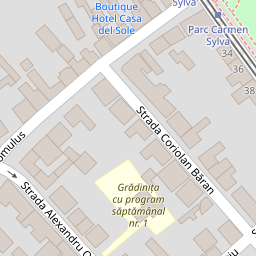 Boutique
Hotel Casa
del Sole
Sylva
Parc Carmen
Sylva
34
36
38
Strada Coriolan Băran
omulus
Strada Alexandru C
Grădinița
cu program
săptămânal
nr. 1